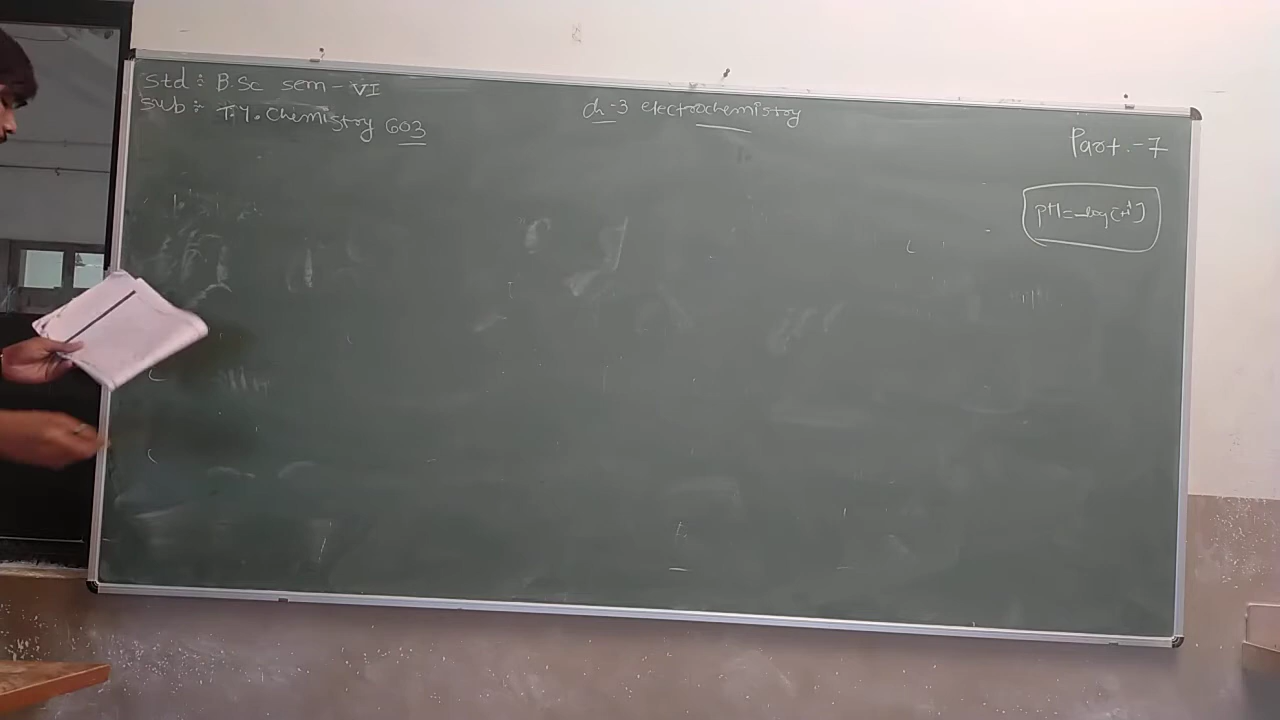 Std : B.Sc sem - VI
Sub : T.Y. Chemistry 603
ch-3 electrochemistry
Part.-7
pH = -log[H⁺]